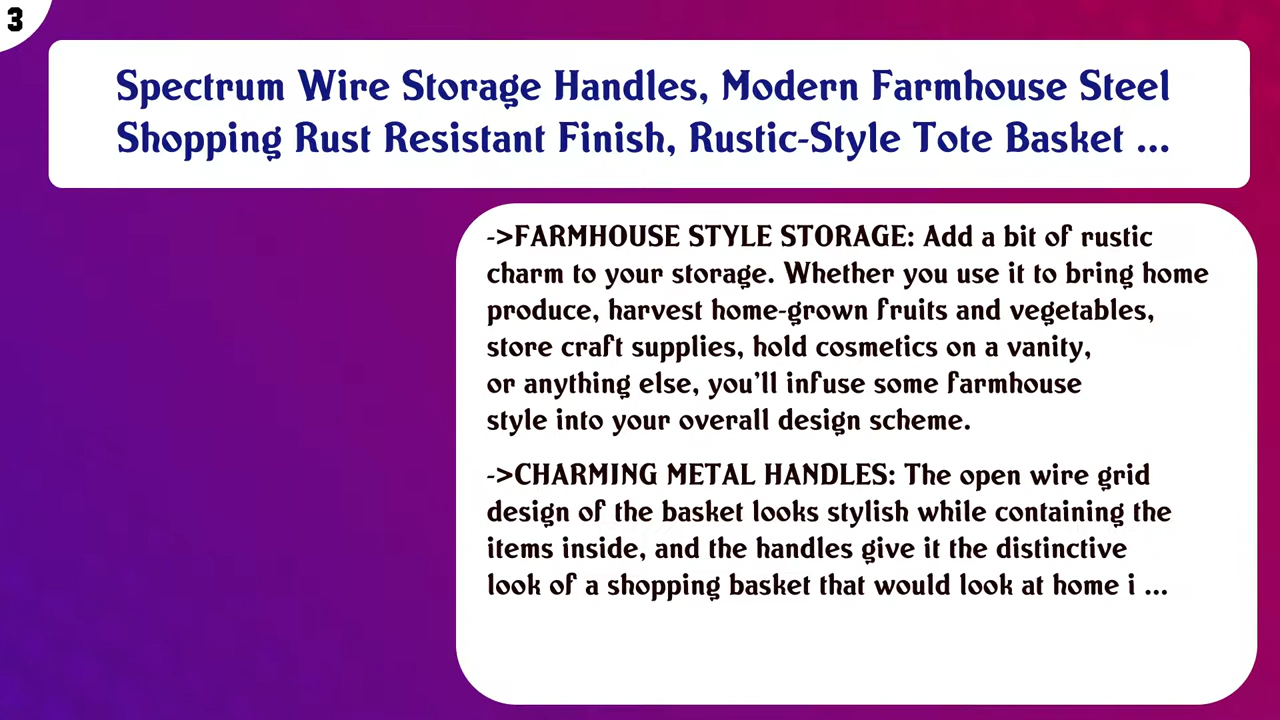 3
Spectrum Wire Storage Handles, Modern Farmhouse Steel
Shopping Rust Resistant Finish, Rustic-Style Tote Basket ...
->FARMHOUSE STYLE STORAGE: Add a bit of rustic
charm to your storage. Whether you use it to bring home
produce, harvest home-grown fruits and vegetables,
store craft supplies, hold cosmetics on a vanity,
or anything else, you'll infuse some farmhouse
style into your overall design scheme.
->CHARMING METAL HANDLES: The open wire grid
design of the basket looks stylish while containing the
items inside, and the handles give it the distinctive
look of a shopping basket that would look at home i ...